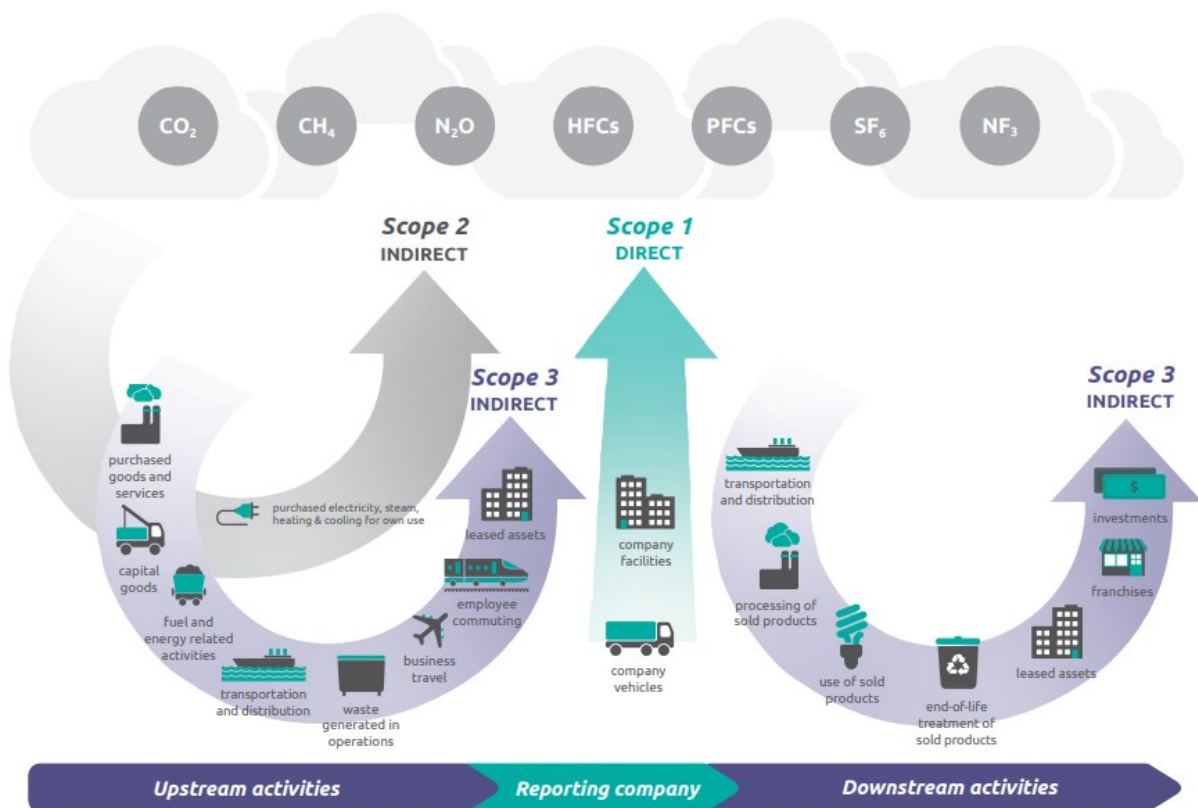 CO₂
CH₄
N₂O
HFCs
PFCs
SF₆
NF₃
Scope 2
INDIRECT
Scope 1
DIRECT
Scope 3
INDIRECT
Scope 3
INDIRECT
purchased
goods and
services
capital
goods
fuel and
energy related
activities
transportation
and distribution
waste
generated in
operations
business
travel
employee
commuting
leased assets
purchased electricity, steam,
heating & cooling for own use
company
facilities
company
vehicles
transportation
and distribution
processing of
sold products
use of sold
products
end-of-life
treatment of
sold products
leased assets
franchises
$
investments
Upstream activities
Reporting company
Downstream activities